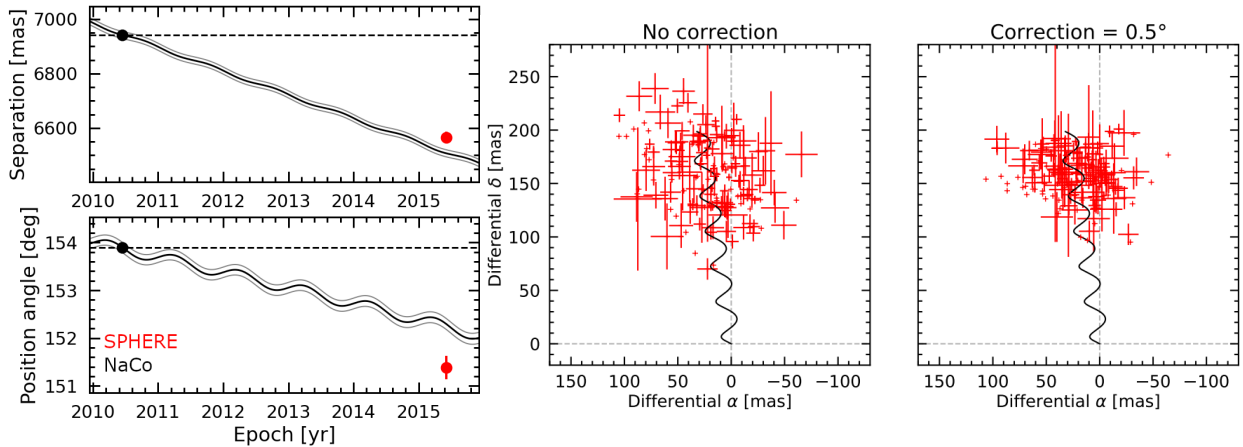 Separation [mas]
7000
6800
6600
2010 2011 2012 2013 2014 2015
Position angle [deg]
154
153
152
151
SPHERE
NaCo
2010 2011 2012 2013 2014 2015
Epoch [yr]
No correction
Differential δ [mas]
250
200
150
100
50
0
150 100 50 0 −50 −100
Differential α [mas]
Correction = 0.5°
150 100 50 0 −50 −100
Differential α [mas]